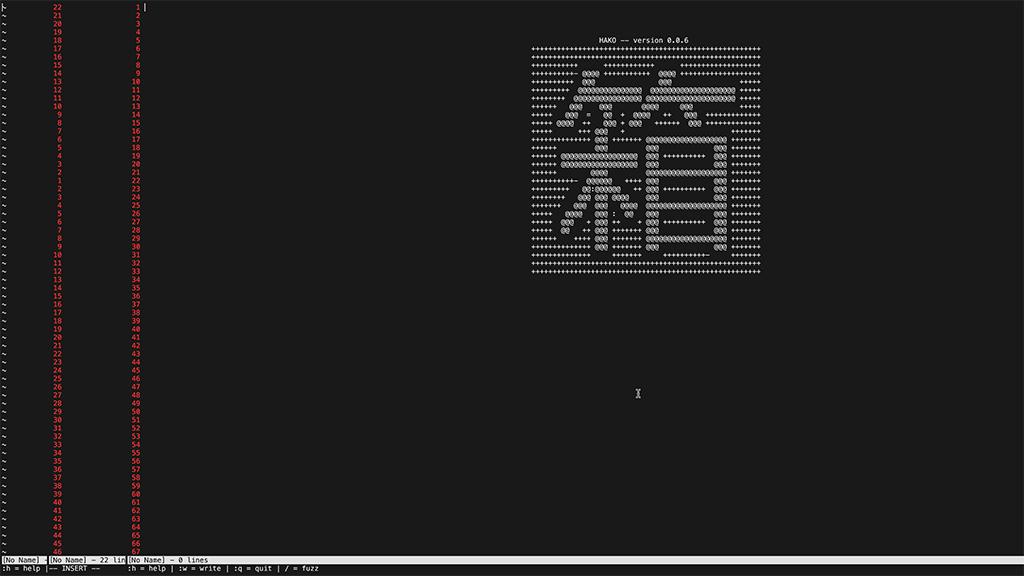 22 1
~ 21 2
~ 20 3
~ 19 4
~ 18 5 HAKO -- version 0.0.6
~ 17 6
~ 16 7
~ 15 8
~ 14 9
~ 13 10
~ 12 11
~ 11 12
~ 10 13
~ 9 14
~ 8 15
~ 7 16
~ 6 17
~ 5 18
~ 4 19
~ 3 20
~ 2 21
~ 1 22
~ 2 23
~ 3 24
~ 4 25
~ 5 26
~ 6 27
~ 7 28
~ 8 29
~ 9 30
~ 10 31
~ 11 32
~ 12 33
~ 13 34
~ 14 35
~ 15 36
~ 16 37
~ 17 38
~ 18 39
~ 19 40
~ 20 41
~ 21 42
~ 22 43
~ 23 44
~ 24 45
~ 25 46
~ 26 47
~ 27 48
~ 28 49
~ 29 50
~ 30 51
~ 31 52
~ 32 53
~ 33 54
~ 34 55
~ 35 56
~ 36 57
~ 37 58
~ 38 59
~ 39 60
~ 40 61
~ 41 62
~ 42 63
~ 43 64
~ 44 65
~ 45 66
~ 46 67
箱
[No Name] - [No Name] - 22 lin [No Name] - 0 lines
:h = help |-- INSERT -- :h = help | :w = write | :q = quit | / = fuzz